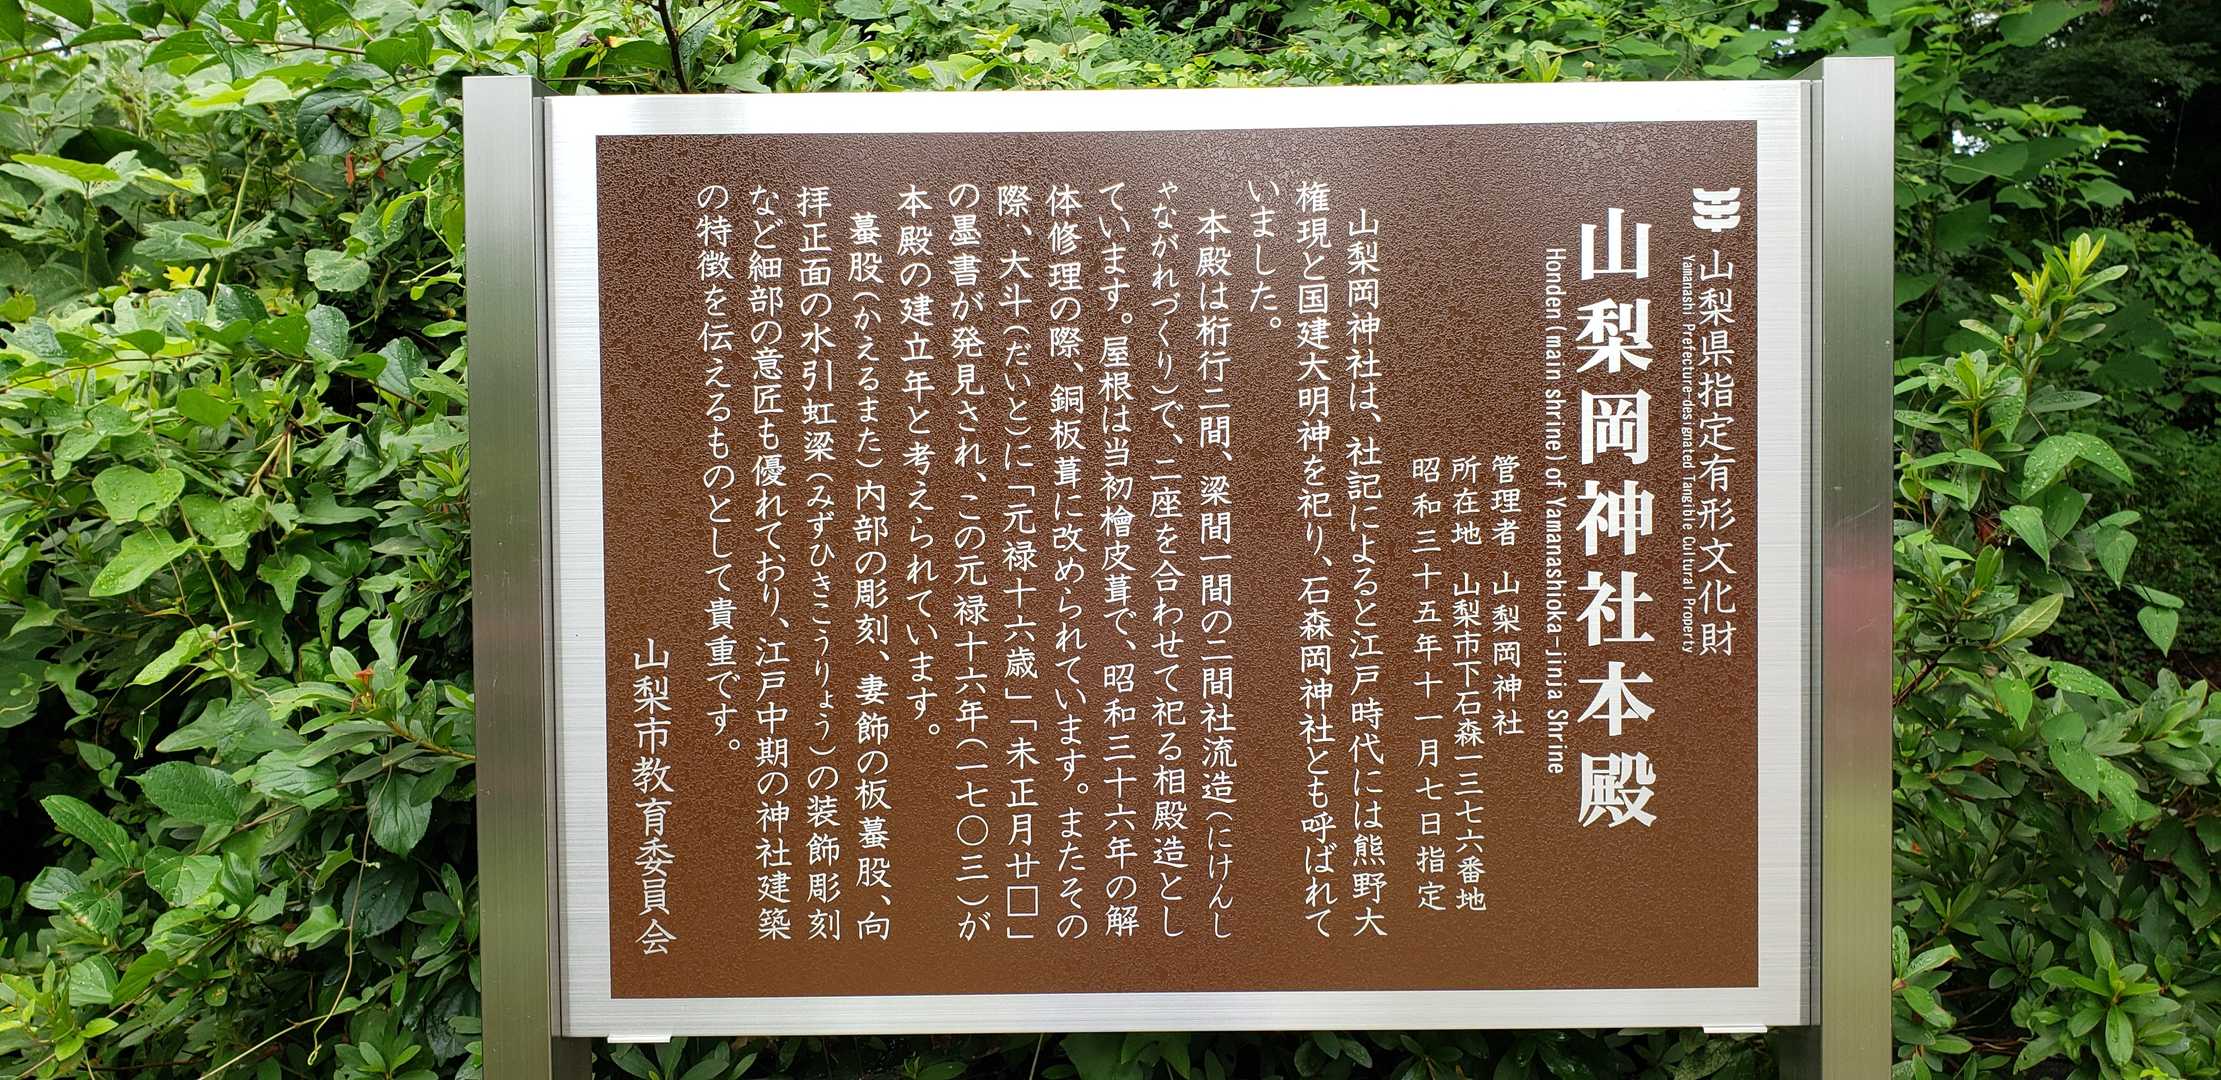 山梨県指定有形文化財
Yamanashi Prefecture-designated Tangible Cultural Property
山梨岡神社本殿
Honden (main shrine) of Yamanashioka-jinja Shrine
管理者　山梨岡神社
所在地　山梨市下石森一三七六番地
昭和三十五年十一月七日指定
山梨岡神社は、社記によると江戸時代には熊野大
権現と国建大明神を祀り、石森岡神社とも呼ばれて
いました。
本殿は桁行二間、梁間一間の二間社流造（にけんし
ゃながれづくり）で、二座を合わせて祀る相殿造とし
ています。屋根は当初檜皮葺で、昭和三十六年の解
体修理の際、銅板葺に改められています。またその
際、大斗（だいと）に「元禄十六歳」「未正月廿□」
の墨書が発見され、この元禄十六年（一七〇三）が
本殿の建立年と考えられています。
蟇股（かえるまた）内部の彫刻、妻飾の板蟇股、向
拝正面の水引虹梁（みずひきこうりょう）の装飾彫刻
など細部の意匠も優れており、江戸中期の神社建築
の特徴を伝えるものとして貴重です。
山梨市教育委員会